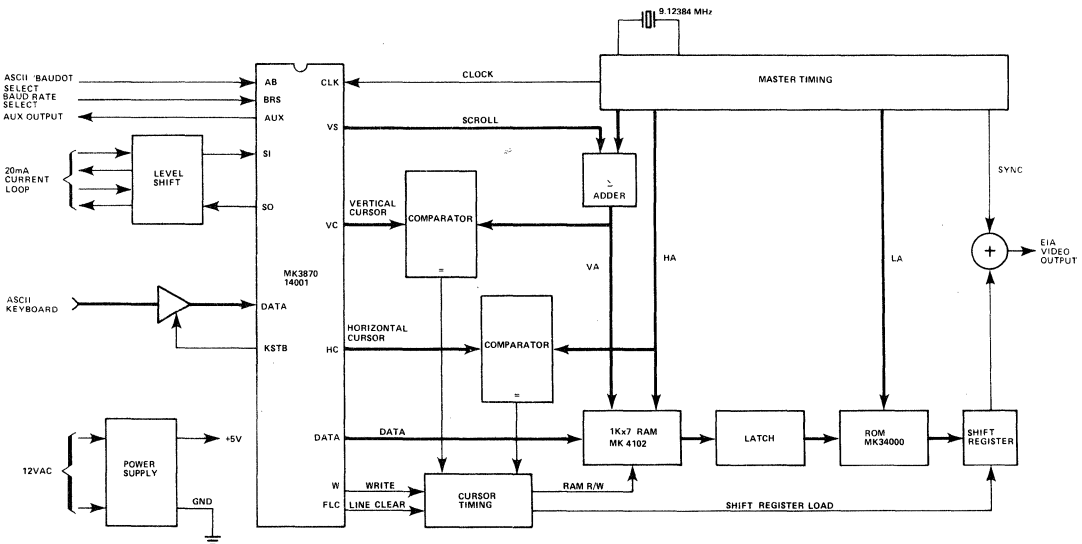 9.12384 MHz
MASTER TIMING
ASCII 'BAUDOT
SELECT
BAUD RATE
SELECT
AUX OUTPUT
AB
BRS
AUX
CLK
CLOCK
VS
SCROLL
ADDER
SYNC
20mA
CURRENT
LOOP
LEVEL
SHIFT
SI
SO
VERTICAL
CURSOR
VC
COMPARATOR
=
VA
HA
LA
+
EIA
VIDEO
OUTPUT
MK3870
14001
ASCII
KEYBOARD
DATA
KSTB
HORIZONTAL
CURSOR
HC
COMPARATOR
=
12VAC
POWER
SUPPLY
+5V
GND
DATA
DATA
1Kx7 RAM
MK 4102
LATCH
ROM
MK34000
SHIFT
REGISTER
W
WRITE
FLC
LINE CLEAR
CURSOR
TIMING
RAM R/W
SHIFT REGISTER LOAD